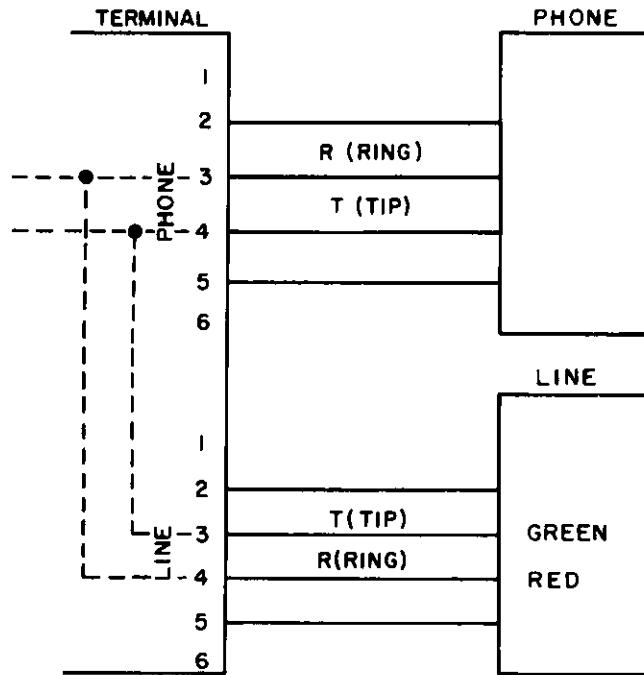 TERMINAL PHONE
1
2
R (RING)
3
T (TIP)
PHONE
4
5
6
LINE
1
2
T(TIP)
3 GREEN
R(RING)
LINE
4 RED
5
6